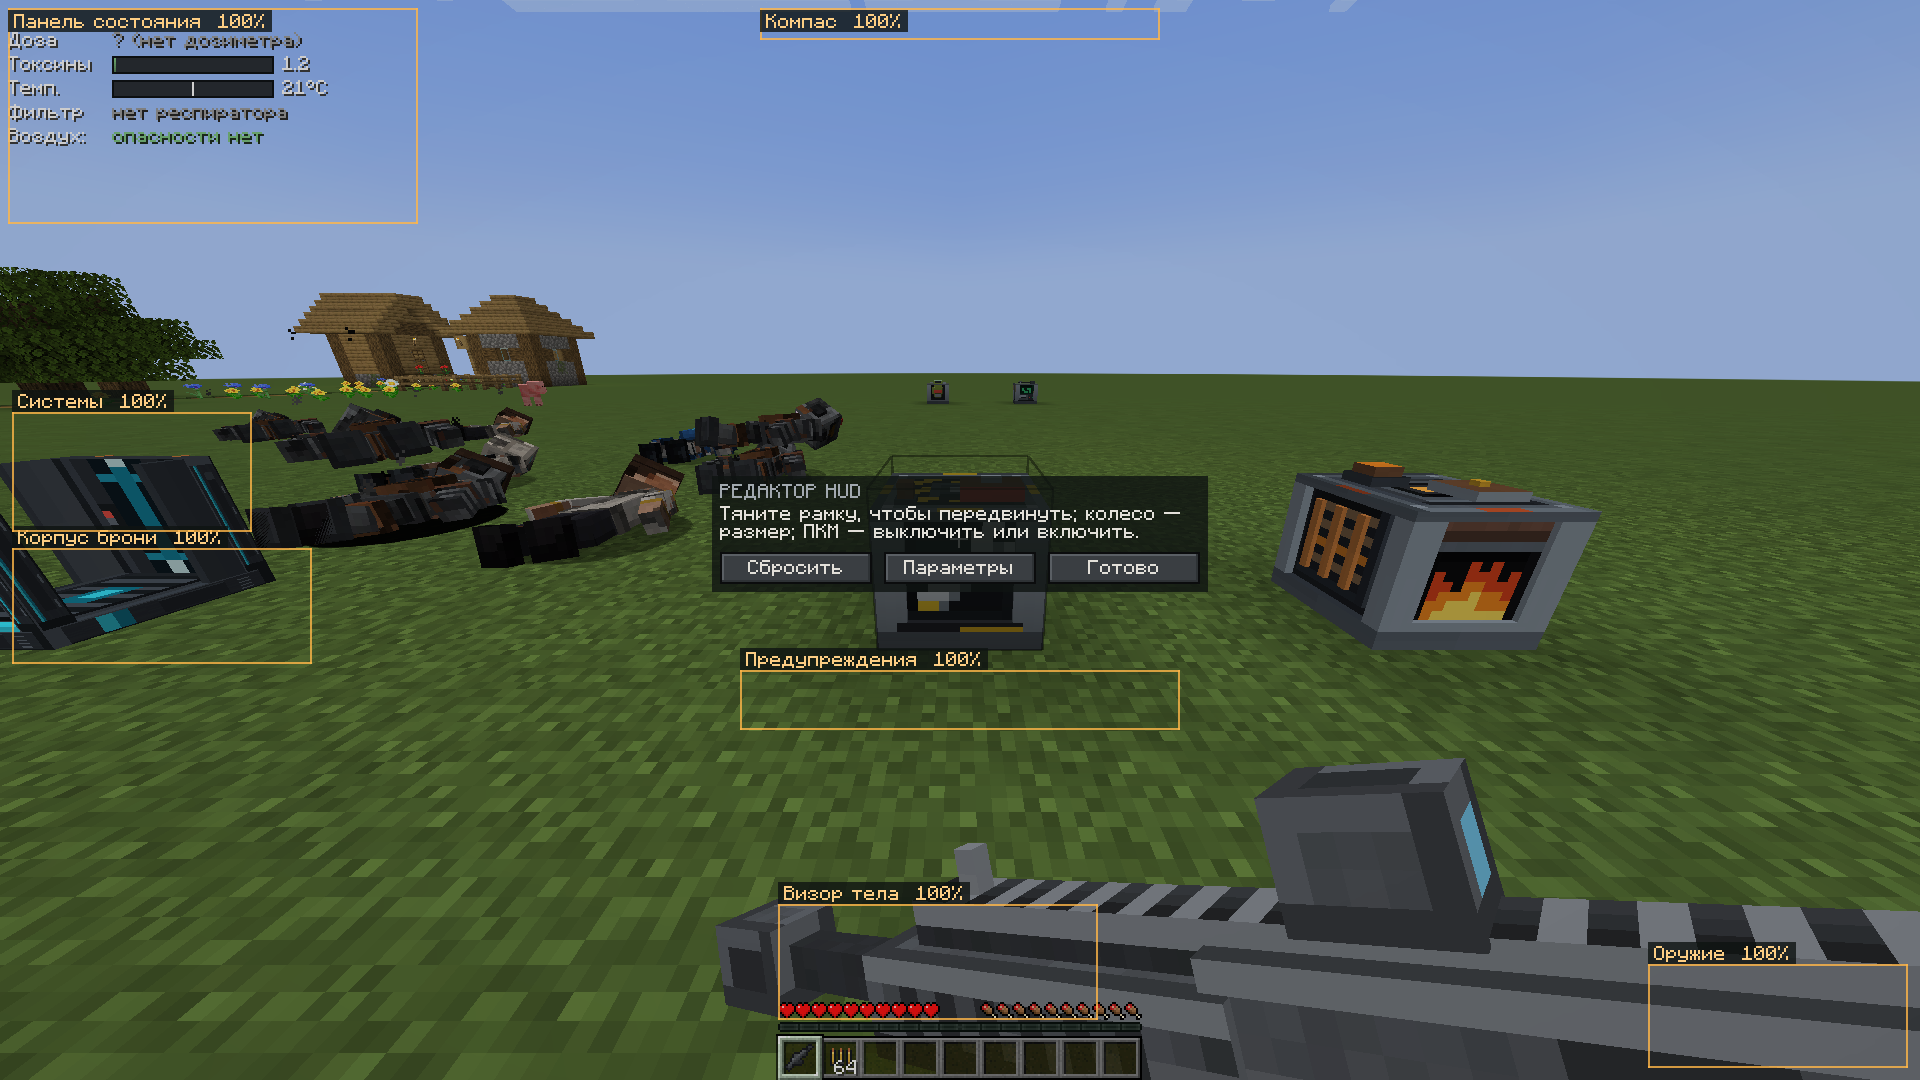 Панель состояния 100%
Компас 100%
Доза ? (нет дозиметра)
Токсины 1.2
Темп. 21°C
Фильтр нет респиратора
Воздух: опасности нет
Системы 100%
Корпус брони 100%
РЕДАКТОР HUD
Тяните рамку, чтобы передвинуть; колесо —
размер; ПКМ — выключить или включить.
Сбросить
Параметры
Готово
Предупреждения 100%
Визор тела 100%
Оружие 100%
64